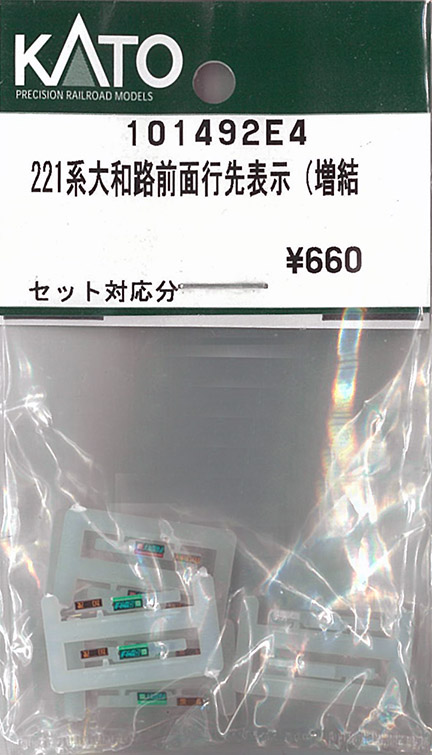 KATO
PRECISION RAILROAD MODELS
101492E4
221系大和路前面行先表示（増結
¥660
セット対応分